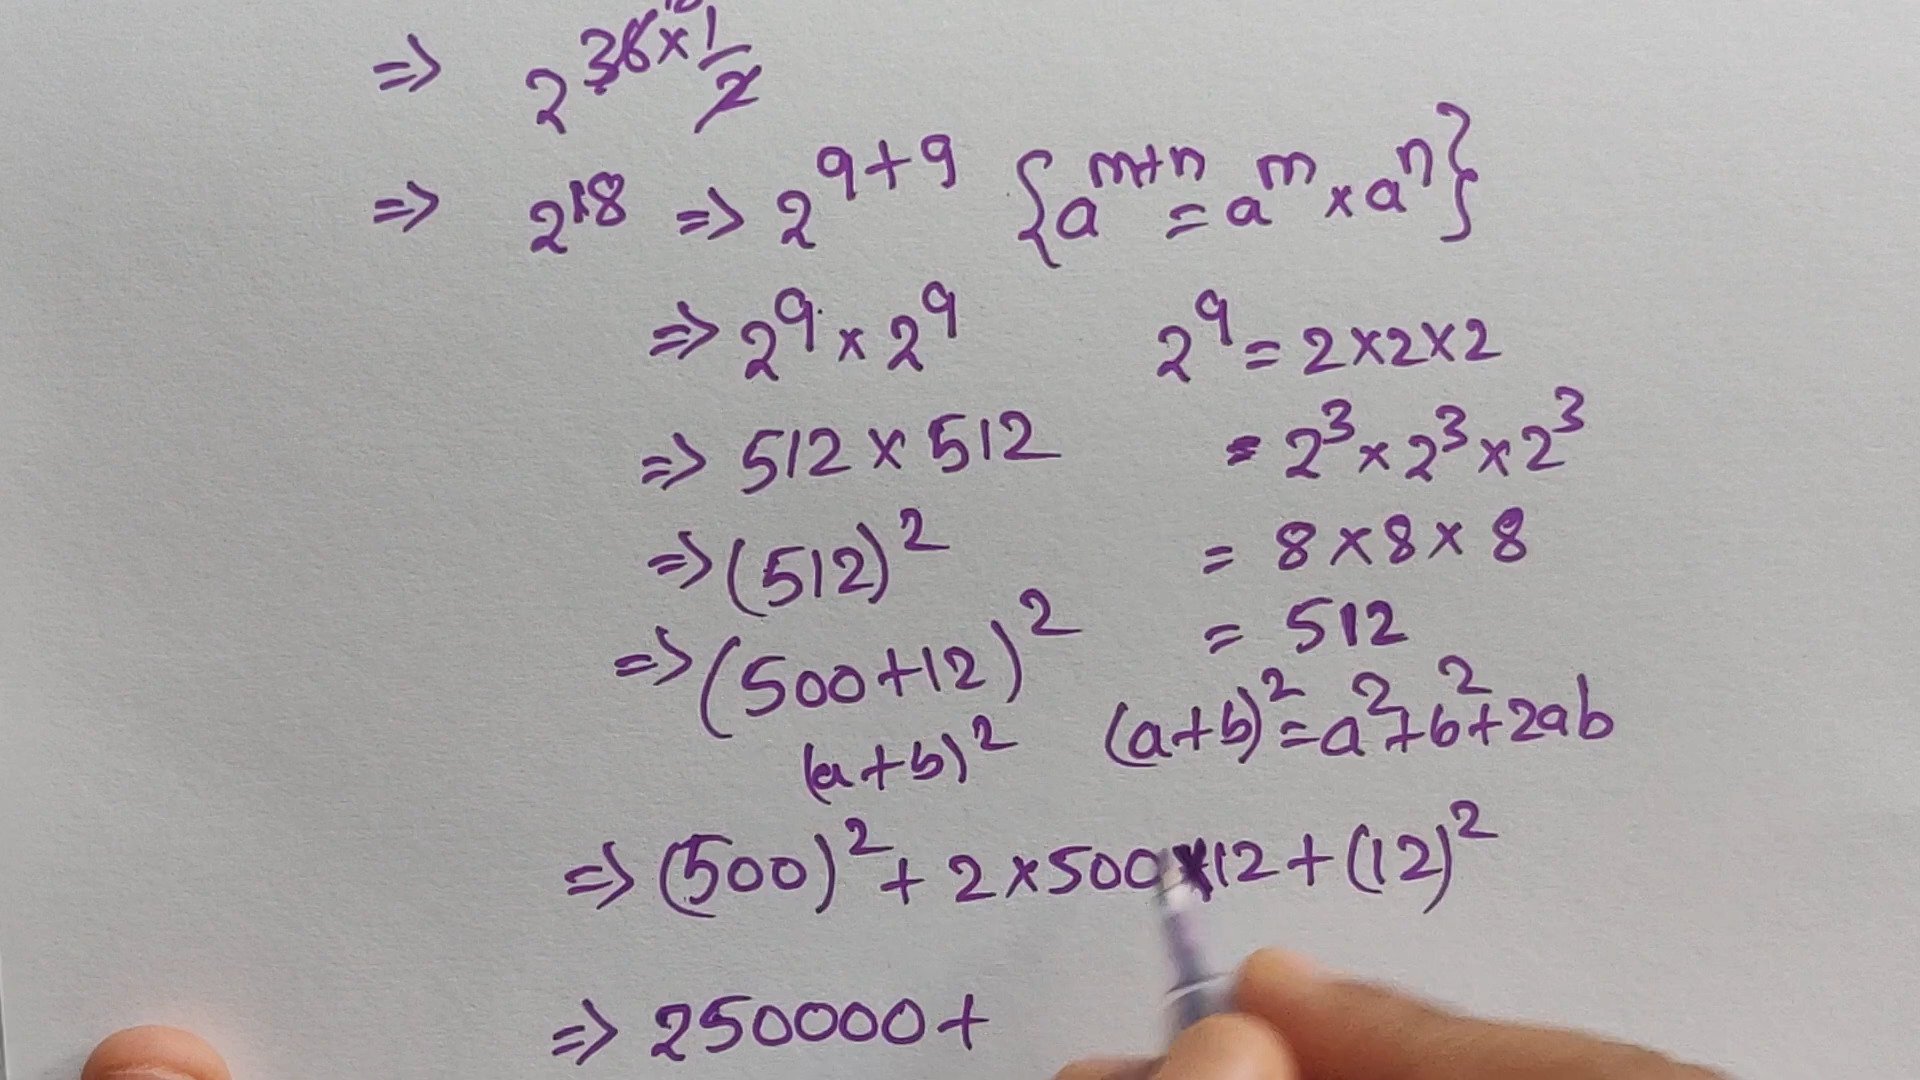 => 2^{36×1/2}
=> 2^{18} => 2^{9+9} {a^{m+n} = a^m × a^n}
=> 2^9 × 2^9 2^9 = 2×2×2
=> 512 × 512 = 2^3 × 2^3 × 2^3
=> (512)^2 = 8 × 8 × 8
=> (500+12)^2 = 512
(a+b)^2 (a+b)^2 = a^2+b^2+2ab
=> (500)^2 + 2×500×12 + (12)^2
=> 250000+